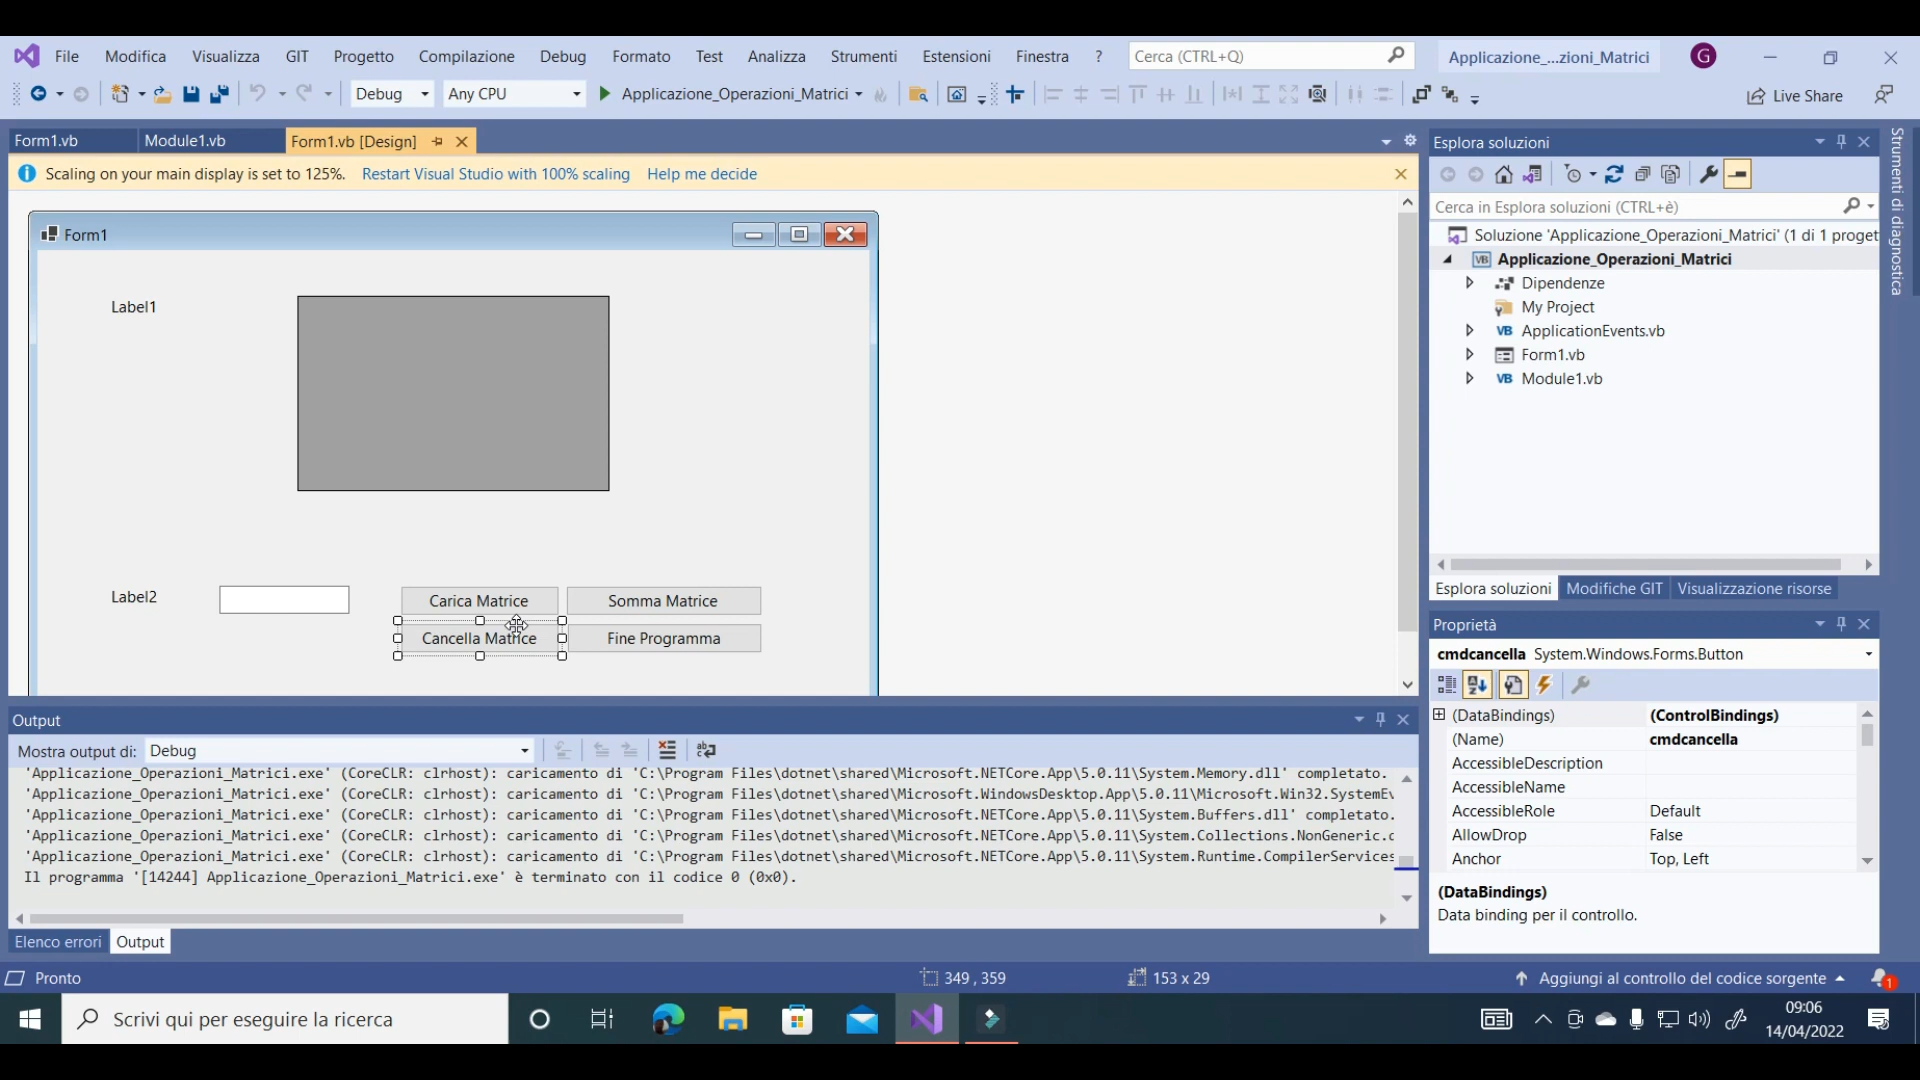 File Modifica Visualizza GIT Progetto Compilazione Debug Formato Test Analizza Strumenti Estensioni Finestra ? Cerca (CTRL+Q) Applicazione_...zioni_Matrici G
Debug Any CPU Applicazione_Operazioni_Matrici Live Share
Form1.vb Module1.vb Form1.vb [Design]
Scaling on your main display is set to 125%. Restart Visual Studio with 100% scaling Help me decide
Form1
Label1
Label2
Carica Matrice Somma Matrice
Cancella Matrice Fine Programma
Output
Mostra output di: Debug
'Applicazione_Operazioni_Matrici.exe' (CoreCLR: clrhost): caricamento di 'C:\Program Files\dotnet\shared\Microsoft.NETCore.App\5.0.11\System.Memory.dll' completato.
'Applicazione_Operazioni_Matrici.exe' (CoreCLR: clrhost): caricamento di 'C:\Program Files\dotnet\shared\Microsoft.WindowsDesktop.App\5.0.11\Microsoft.Win32.SystemEv
'Applicazione_Operazioni_Matrici.exe' (CoreCLR: clrhost): caricamento di 'C:\Program Files\dotnet\shared\Microsoft.NETCore.App\5.0.11\System.Buffers.dll' completato.
'Applicazione_Operazioni_Matrici.exe' (CoreCLR: clrhost): caricamento di 'C:\Program Files\dotnet\shared\Microsoft.NETCore.App\5.0.11\System.Collections.NonGeneric.d
'Applicazione_Operazioni_Matrici.exe' (CoreCLR: clrhost): caricamento di 'C:\Program Files\dotnet\shared\Microsoft.NETCore.App\5.0.11\System.Runtime.CompilerServices
Il programma '[14244] Applicazione_Operazioni_Matrici.exe' è terminato con il codice 0 (0x0).
Elenco errori Output
Esplora soluzioni
Cerca in Esplora soluzioni (CTRL+è)
Soluzione 'Applicazione_Operazioni_Matrici' (1 di 1 proget
VB Applicazione_Operazioni_Matrici
Dipendenze
My Project
VB ApplicationEvents.vb
Form1.vb
VB Module1.vb
Esplora soluzioni Modifiche GIT Visualizzazione risorse
Proprietà
cmdcancella System.Windows.Forms.Button
(DataBindings) (ControlBindings)
(Name) cmdcancella
AccessibleDescription
AccessibleName
AccessibleRole Default
AllowDrop False
Anchor Top, Left
(DataBindings)
Data binding per il controllo.
Strumenti di diagnostica
Pronto 349 , 359 153 x 29 Aggiungi al controllo del codice sorgente 1
Scrivi qui per eseguire la ricerca
09:06
14/04/2022